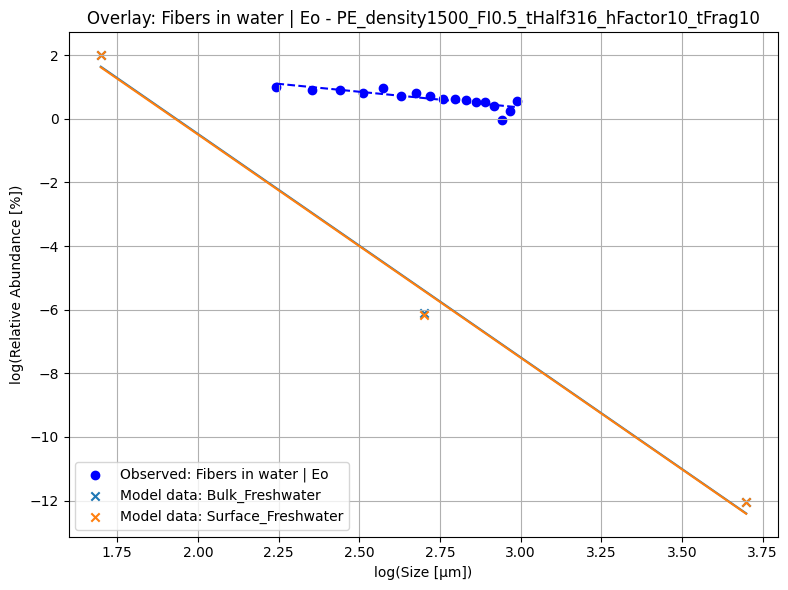 Overlay: Fibers in water | Eo - PE_density1500_FI0.5_tHalf316_hFactor10_tFrag10
log(Relative Abundance [%])
2
0
−2
−4
−6
−8
−10
−12
Observed: Fibers in water | Eo
Model data: Bulk_Freshwater
Model data: Surface_Freshwater
1.75
2.00
2.25
2.50
2.75
3.00
3.25
3.50
3.75
log(Size [µm])